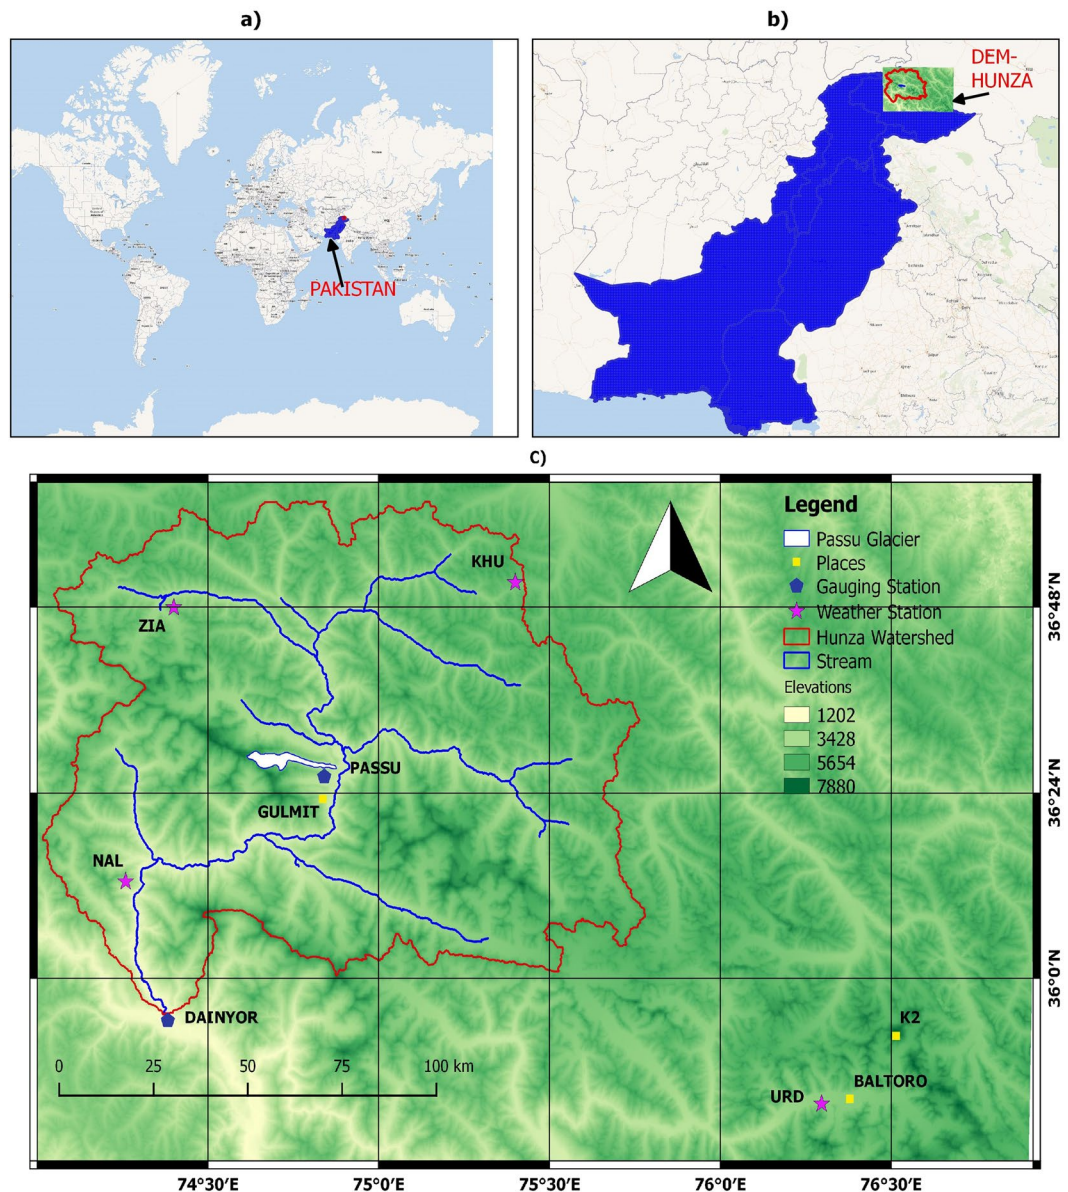 a)
b)
PAKISTAN
DEM-
HUNZA
C)
Legend
Passu Glacier
Places
Gauging Station
Weather Station
Hunza Watershed
Stream
Elevations
1202
3428
5654
7880
KHU
ZIA
PASSU
GULMIT
NAL
DAINYOR
K2
BALTORO
URD
0 25 50 75 100 km
36°48'N
36°24'N
36°0'N
74°30'E 75°0'E 75°30'E 76°0'E 76°30'E